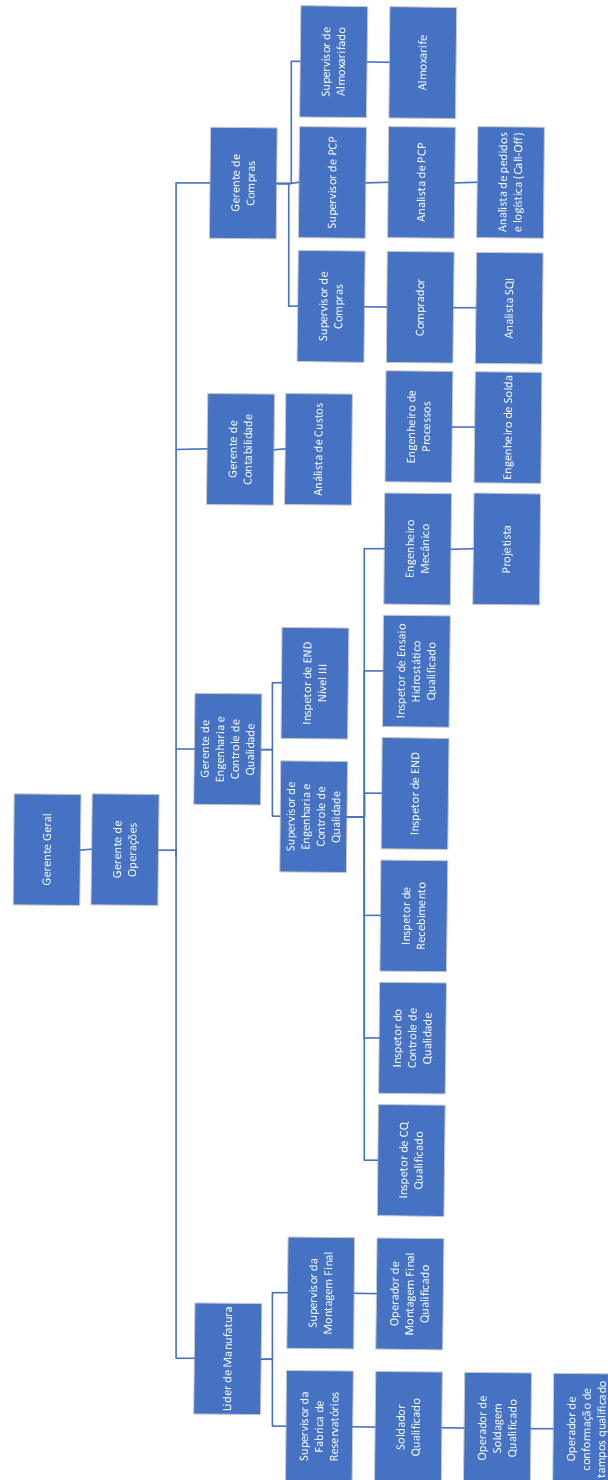 Gerente Geral
Gerente de
Operações
Líder de Manufatura
Gerente de
Engenharia e
Controle de
Qualidade
Gerente de
Contabilidade
Gerente de
Compras
Supervisor da
Fabrica de
Reservatórios
Supervisor da
Montagem Final
Supervisor de
Engenharia e
Controle de
Qualidade
Inspetor de END
Nível III
Análista de Custos
Supervisor de
Compras
Supervisor de PCP
Supervisor de
Almoxarifado
Soldador
Qualificado
Operador de
Montagem Final
Qualificado
Inspetor de CQ
Qualificado
Inspetor do
Controle de
Qualidade
Inspetor de
Recebimento
Inspetor de END
Inspetor de Ensaio
Hidrostático
Qualificado
Engenheiro
Mecânico
Engenheiro de
Processos
Comprador
Analista de PCP
Almoxarife
Operador de
Soldagem
Qualificado
Projetista
Engenheiro de Solda
Analista SQI
Analista de pedidos
e logística (Call-Off)
Operador de
conformação de
tampos qualificado